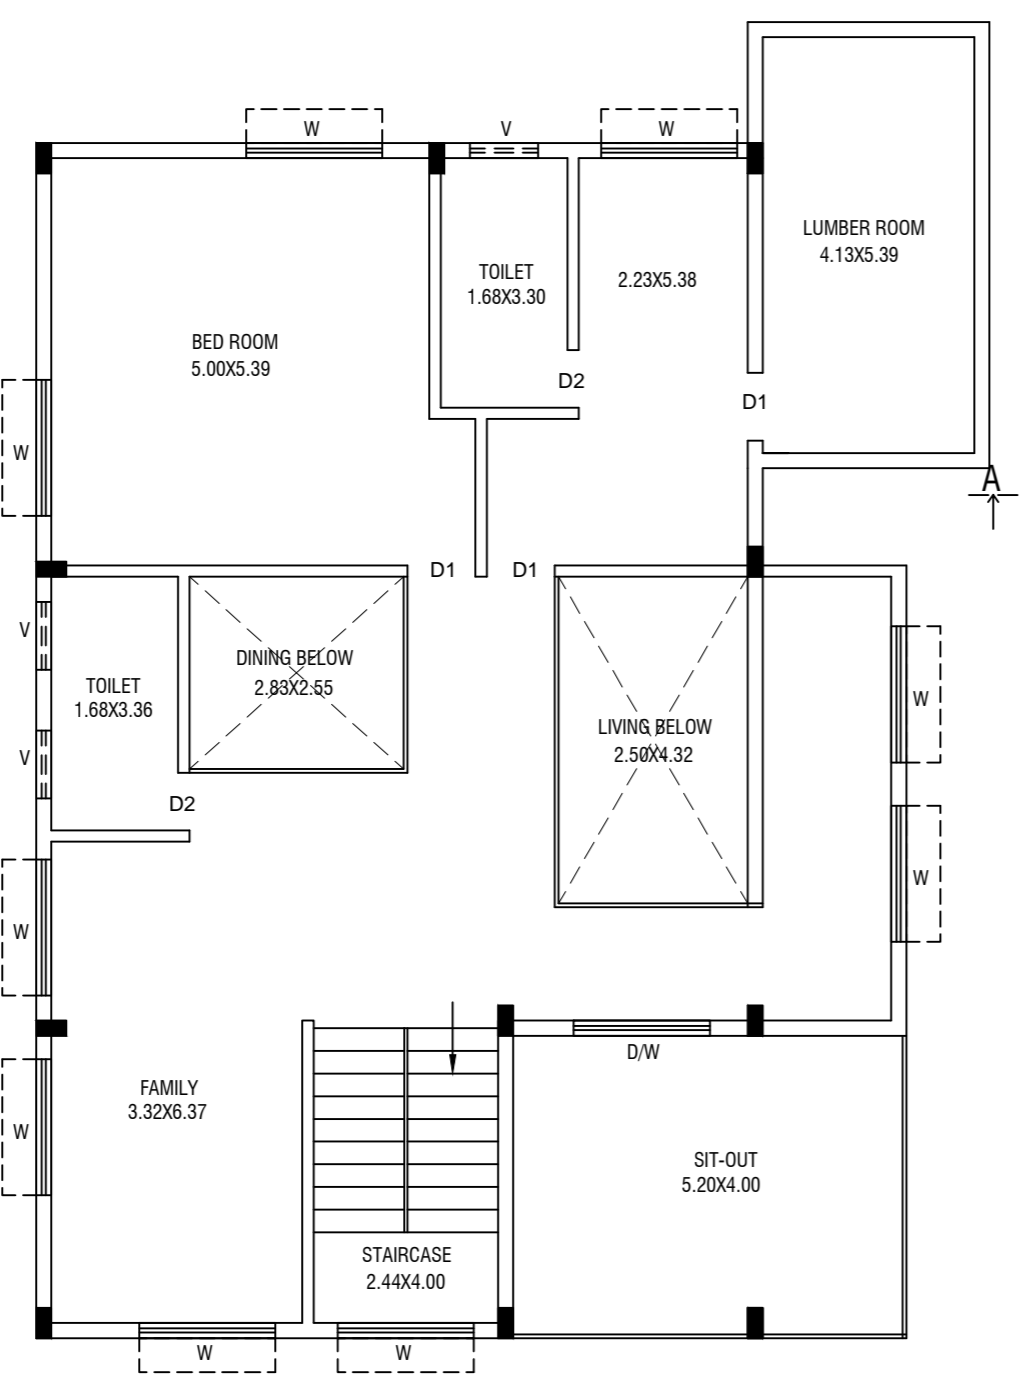 W
V
W
LUMBER ROOM
4.13X5.39
TOILET
1.68X3.30
2.23X5.38
BED ROOM
5.00X5.39
D2
D1
W
A
D1
D1
V
DINING BELOW
2.83X2.55
TOILET
1.68X3.36
W
LIVING BELOW
2.50X4.32
V
D2
W
W
D/W
FAMILY
3.32X6.37
W
SIT-OUT
5.20X4.00
STAIRCASE
2.44X4.00
W
W